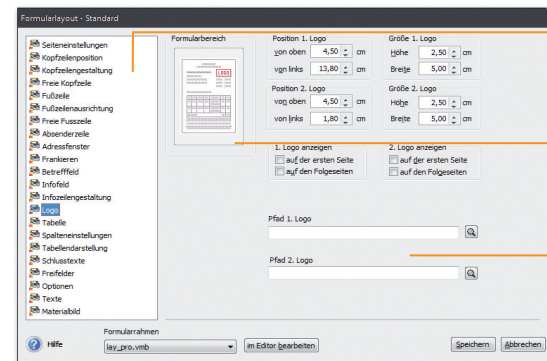 Formularlayout - Standard
Seiteneinstellungen
Kopfzeilenposition
Kopfzeilengestaltung
Freie Kopfzeile
Fußzeile
Fußzeilenausrichtung
Freie Fusszeile
Absenderzeile
Adressfenster
Frankieren
Betrefffeld
Infofeld
Infozeilengestaltung
Logo
Tabelle
Spalteneinstellungen
Tabellendarstellung
Schlusstexte
Freifelder
Optionen
Texte
Materialbild
Formularbereich
LOGO
Position 1. Logo
von oben 4,50 cm
von links 13,80 cm
Größe 1. Logo
Höhe 2,50 cm
Breite 5,00 cm
Position 2. Logo
von oben 4,50 cm
von links 1,80 cm
Größe 2. Logo
Höhe 2,50 cm
Breite 5,00 cm
1. Logo anzeigen
auf der ersten Seite
auf den Folgeseiten
2. Logo anzeigen
auf der ersten Seite
auf den Folgeseiten
Pfad 1. Logo
Pfad 2. Logo
Hilfe
Formularrahmen
lay_pro.vmb
im Editor bearbeiten
Speichern
Abbrechen